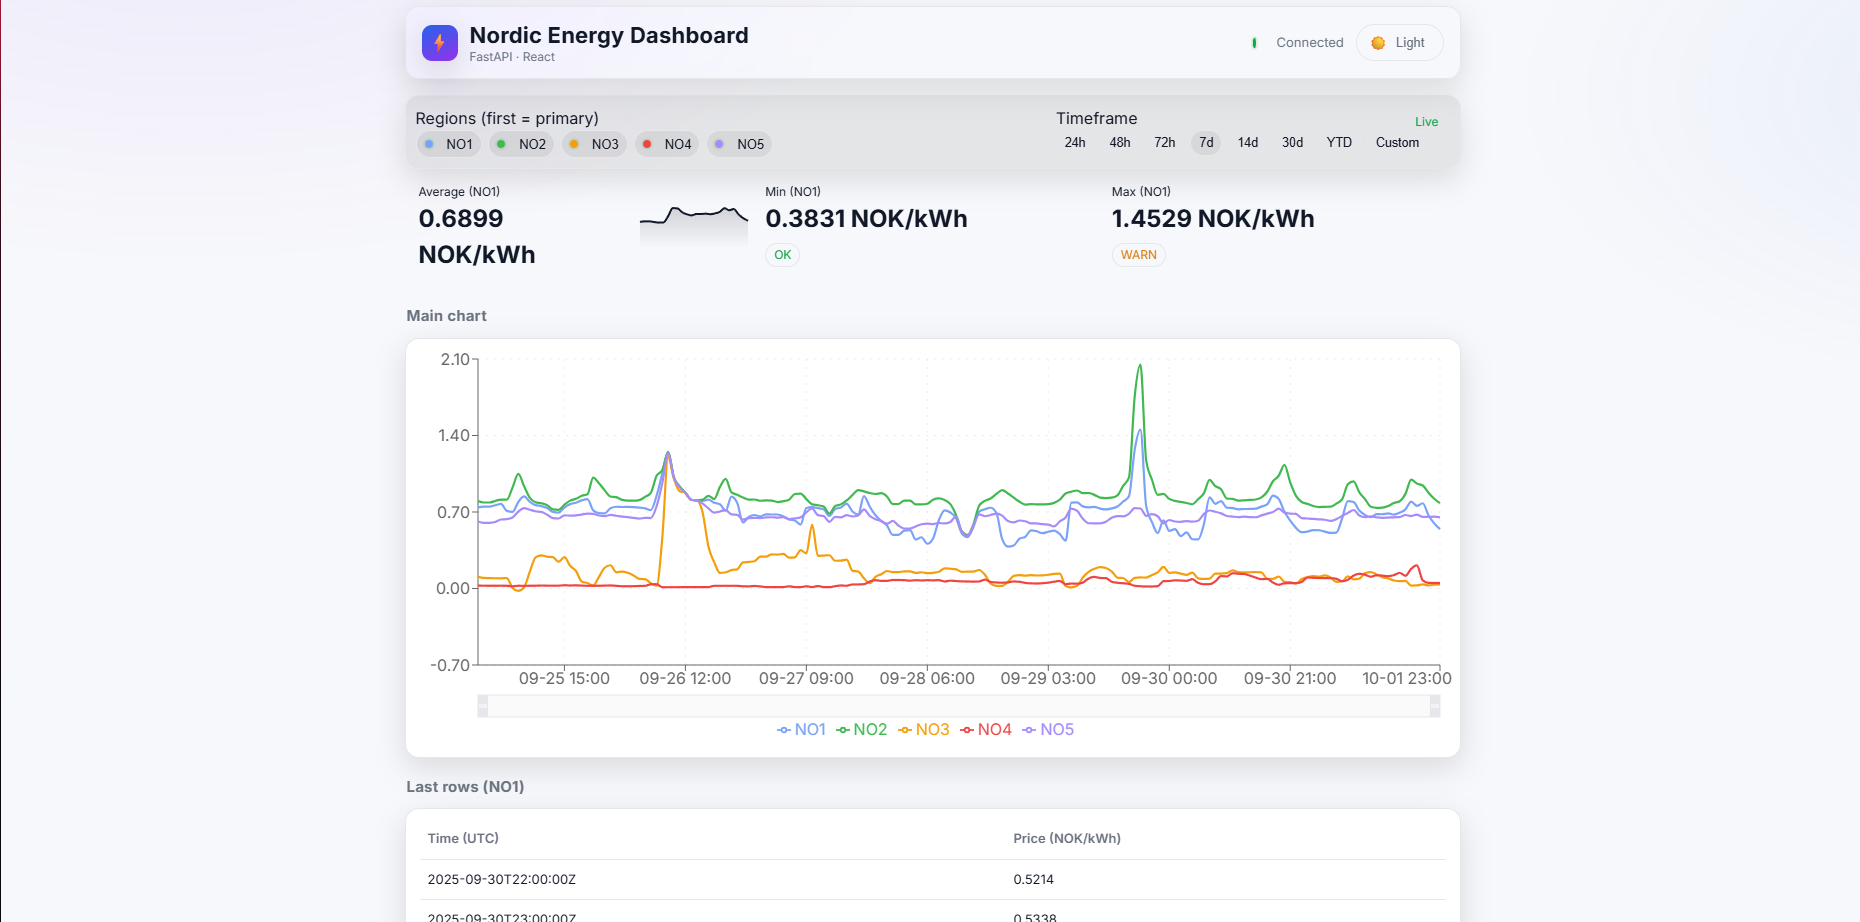 Nordic Energy Dashboard
FastAPI · React
Connected
Light
Regions (first = primary)
NO1 NO2 NO3 NO4 NO5
Timeframe
Live
24h 48h 72h 7d 14d 30d YTD Custom
Average (NO1)
0.6899
NOK/kWh
Min (NO1)
0.3831 NOK/kWh
OK
Max (NO1)
1.4529 NOK/kWh
WARN
Main chart
2.10
1.40
0.70
0.00
-0.70
09-25 15:00 09-26 12:00 09-27 09:00 09-28 06:00 09-29 03:00 09-30 00:00 09-30 21:00 10-01 23:00
NO1 NO2 NO3 NO4 NO5
Last rows (NO1)
Time (UTC) Price (NOK/kWh)
2025-09-30T22:00:00Z 0.5214
2025-09-30T23:00:00Z 0.5338